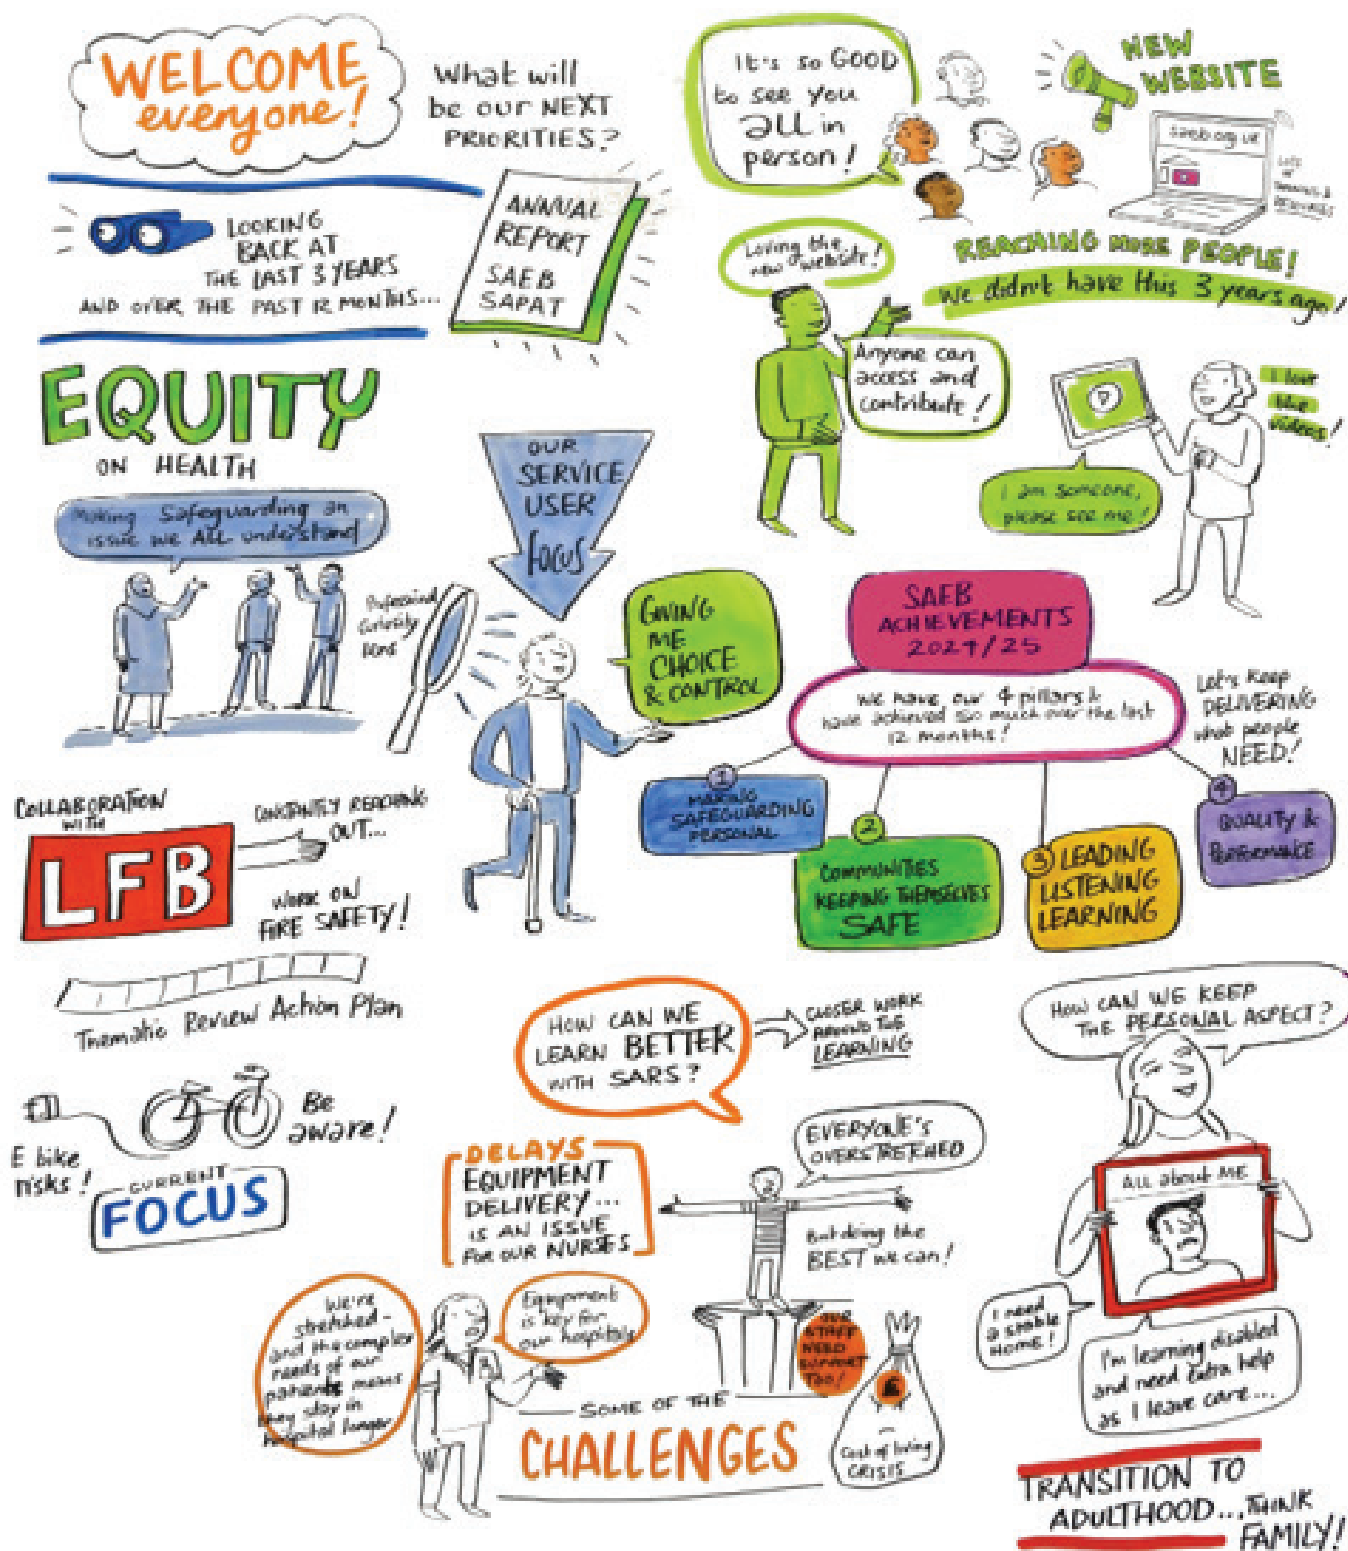 WELCOME
everyone!
What will
be our NEXT
PRIORITIES?
LOOKING
BACK AT
THE LAST 3 YEARS
AND OVER THE PAST 12 MONTHS...
ANNUAL
REPORT
SAEB
SAPAT
It's so GOOD
to see you
all in
person!
NEW
WEBSITE
saeb.org.uk
LOTS
OF
TRAINING &
RESOURCES
REACHING MORE PEOPLE!
We didn't have this 3 years ago!
Loving the
new website!
Anyone can
access and
contribute!
I love
the
videos!
I am someone,
please see me!
EQUITY
ON HEALTH
Making Safeguarding an
issue we ALL understand
OUR
SERVICE
USER
FOCUS
Professional
Curiosity
Lens
GIVING
ME
CHOICE
& CONTROL
SAEB
ACHIEVEMENTS
2024/25
We have our 4 pillars &
have achieved so much over the last
12 months!
Let's keep
DELIVERING
what people
NEED!
1
MAKING
SAFEGUARDING
PERSONAL
2
COMMUNITIES
KEEPING THEMSELVES
SAFE
3
LEADING
LISTENING
LEARNING
4
QUALITY &
PERFORMANCE
COLLABORATION
WITH
LFB
CONSTANTLY REACHING
OUT...
WORK ON
FIRE SAFETY!
Thematic Review Action Plan
E bike
risks!
Be
aware!
CURRENT
FOCUS
HOW CAN WE
LEARN BETTER
WITH SARS?
CLOSER WORK
AROUND THE
LEARNING
DELAYS
EQUIPMENT
DELIVERY...
IS AN ISSUE
FOR OUR NURSES
EVERYONE'S
OVERSTRETCHED
But doing the
BEST we can!
We're
stretched -
and the complex
needs of our
patients means
they stay in
hospital longer
Equipment
is key for
our hospitals
OUR
STAFF
NEED
SUPPORT
TOO!
£
Cost of living
CRISIS
SOME OF THE
CHALLENGES
HOW CAN WE KEEP
THE PERSONAL ASPECT?
ALL about ME
I need
a stable
HOME!
I'm learning disabled
and need extra help
as I leave care...
TRANSITION TO
ADULTHOOD... THINK
FAMILY!